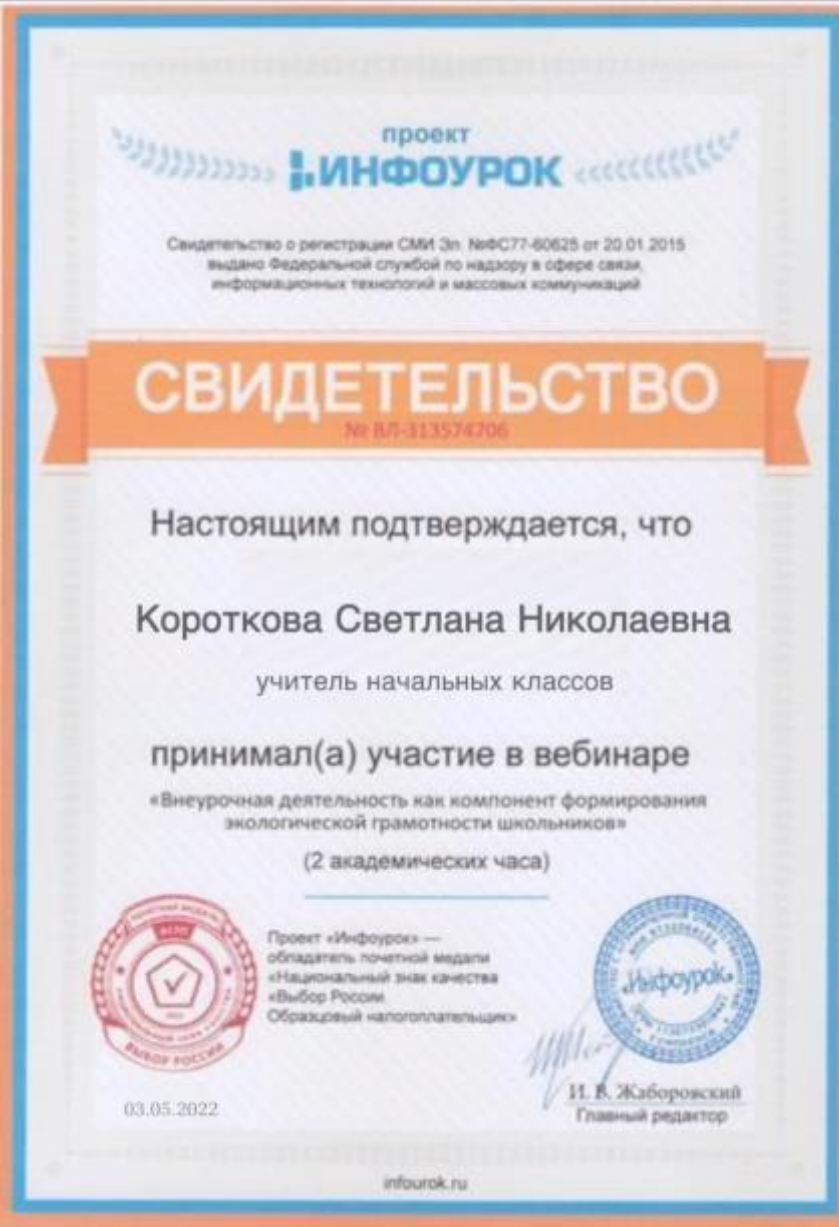 проект
ИНФОУРОК
Свидетельство о регистрации СМИ Эл. №ФС77-60625 от 20.01.2015
выдано Федеральной службой по надзору в сфере связи,
информационных технологий и массовых коммуникаций
СВИДЕТЕЛЬСТВО
№ ВЛ-313574706
Настоящим подтверждается, что
Короткова Светлана Николаевна
учитель начальных классов
принимал(а) участие в вебинаре
«Внеурочная деятельность как компонент формирования
экологической грамотности школьников»
(2 академических часа)
Проект «Инфоурок» —
обладатель почетной медали
«Национальный знак качества
«Выбор России.
Образцовый налогоплательщик»
ВЫБОР РОССИИ
«Инфоурок»
03.05.2022
И. В. Жаборовский
Главный редактор
infourok.ru